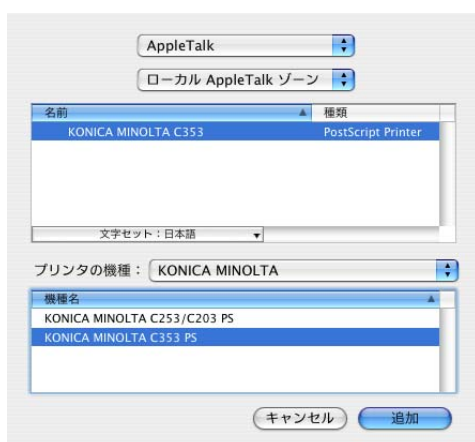 AppleTalk
ローカル AppleTalk ゾーン
名前 種類
KONICA MINOLTA C353 PostScript Printer
文字セット：日本語
プリンタの機種： KONICA MINOLTA
機種名
KONICA MINOLTA C253/C203 PS
KONICA MINOLTA C353 PS
キャンセル 追加